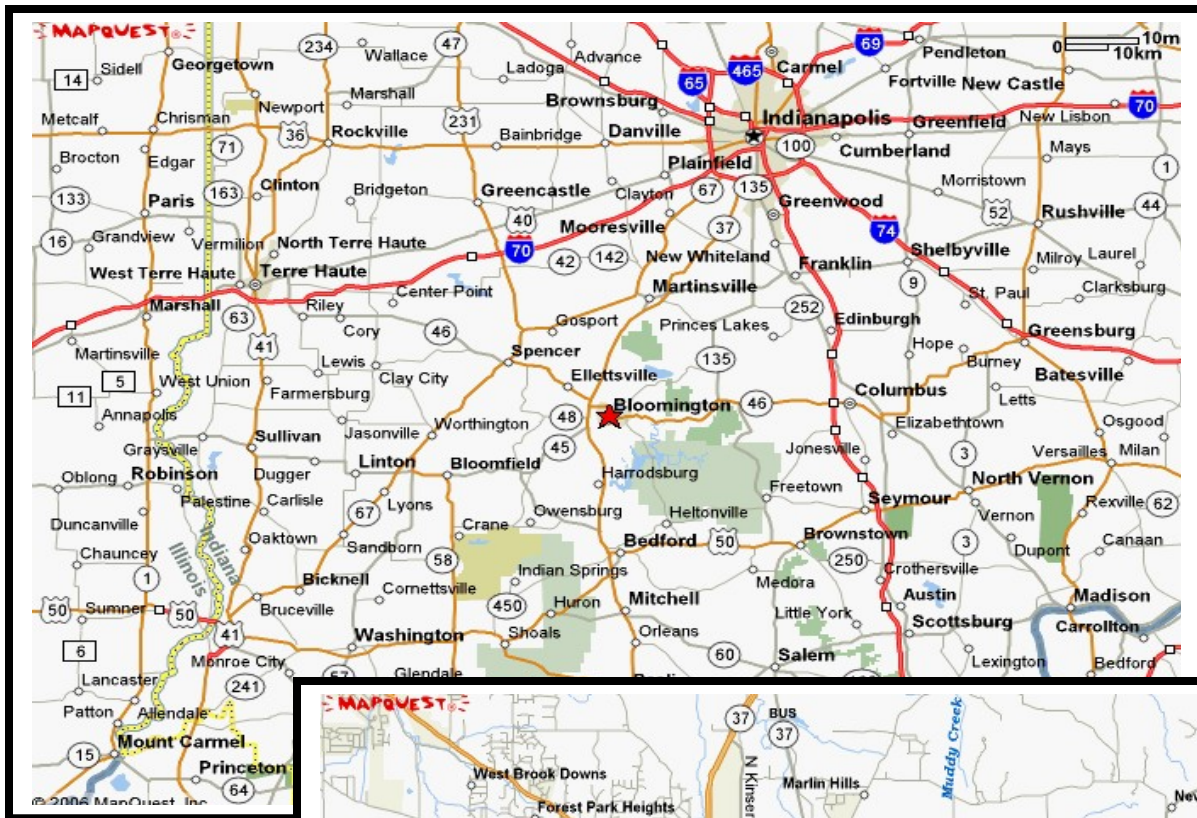 MAPQUEST
14
Sidell
Georgetown
234
Wallace
47
Advance
Ladoga
65
465
Carmel
69
Pendleton
Fortville
New Castle
0
10m
10km
Newport
Marshall
231
Brownsburg
Indianapolis
Greenfield
New Lisbon
70
Metcalf
Chrisman
36
Rockville
Bainbridge
Danville
100
Cumberland
Mays
Brocton
Edgar
71
Plainfield
1
133
Paris
163
Clinton
Bridgeton
Greencastle
Clayton
67
135
Morristown
Greenwood
52
Rushville
44
16
Grandview
Vermilion
North Terre Haute
40
Mooresville
37
74
Shelbyville
70
42
142
New Whiteland
Franklin
Milroy
Laurel
West Terre Haute
Terre Haute
Center Point
Martinsville
9
St. Paul
Clarksburg
Marshall
63
Riley
Cory
46
Gosport
Princes Lakes
252
Edinburgh
Greensburg
Martinsville
41
Lewis
Spencer
135
Hope
Burney
5
West Union
Farmersburg
Clay City
Ellettsville
Columbus
Batesville
11
Annapolis
Worthington
48
Bloomington
46
Letts
Graysville
Sullivan
Jasonville
45
Elizabethtown
Osgood
Oblong
Robinson
Dugger
Linton
Bloomfield
Harrodsburg
Jonesville
3
Versailles
Milan
Palestine
Carlisle
Lyons
Freetown
Seymour
North Vernon
Rexville
62
Duncanville
67
Owensburg
Heltonville
Vernon
Chauncey
Indiana
Illinois
Oaktown
Sandborn
Crane
Bedford
50
Brownstown
3
Dupont
Canaan
1
Bicknell
58
Indian Springs
Medora
250
Crothersville
50
Sumner
50
Bruceville
Cornettsville
450
Huron
Mitchell
Little York
Austin
Madison
41
Washington
Shoals
Orleans
Scottsburg
Carrollton
6
Monroe City
60
Salem
Lexington
Bedford
Lancaster
241
Glendale
Patton
Allendale
15
Mount Carmel
Princeton
64
© 2006 MapQuest, Inc
MAPQUEST
37
BUS
37
N Kinser
Muddy Creek
West Brook Downs
Marlin Hills
Forest Park Heights